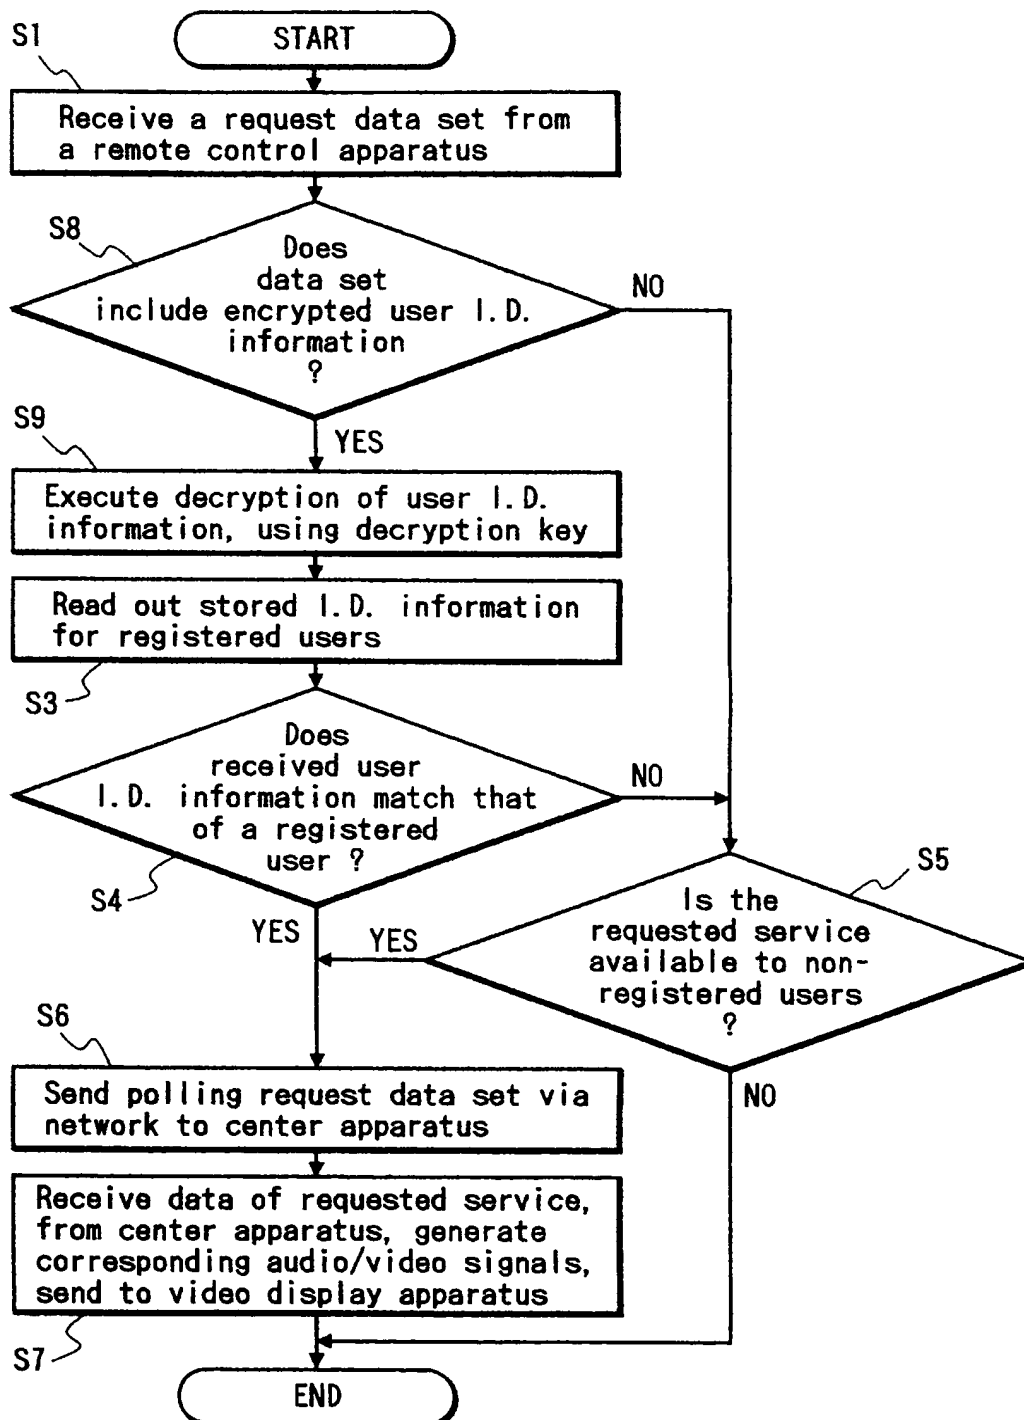 S1
START
Receive a request data set from
a remote control apparatus
S8
Does
data set
include encrypted user I.D.
information
?
NO
YES
S9
Execute decryption of user I.D.
information, using decryption key
Read out stored I.D. information
for registered users
S3
Does
received user
I.D. information match that
of a registered
user ?
NO
S4
YES
YES
S5
Is the
requested service
available to non-
registered users
?
NO
S6
Send polling request data set via
network to center apparatus
Receive data of requested service,
from center apparatus, generate
corresponding audio/video signals,
send to video display apparatus
S7
END